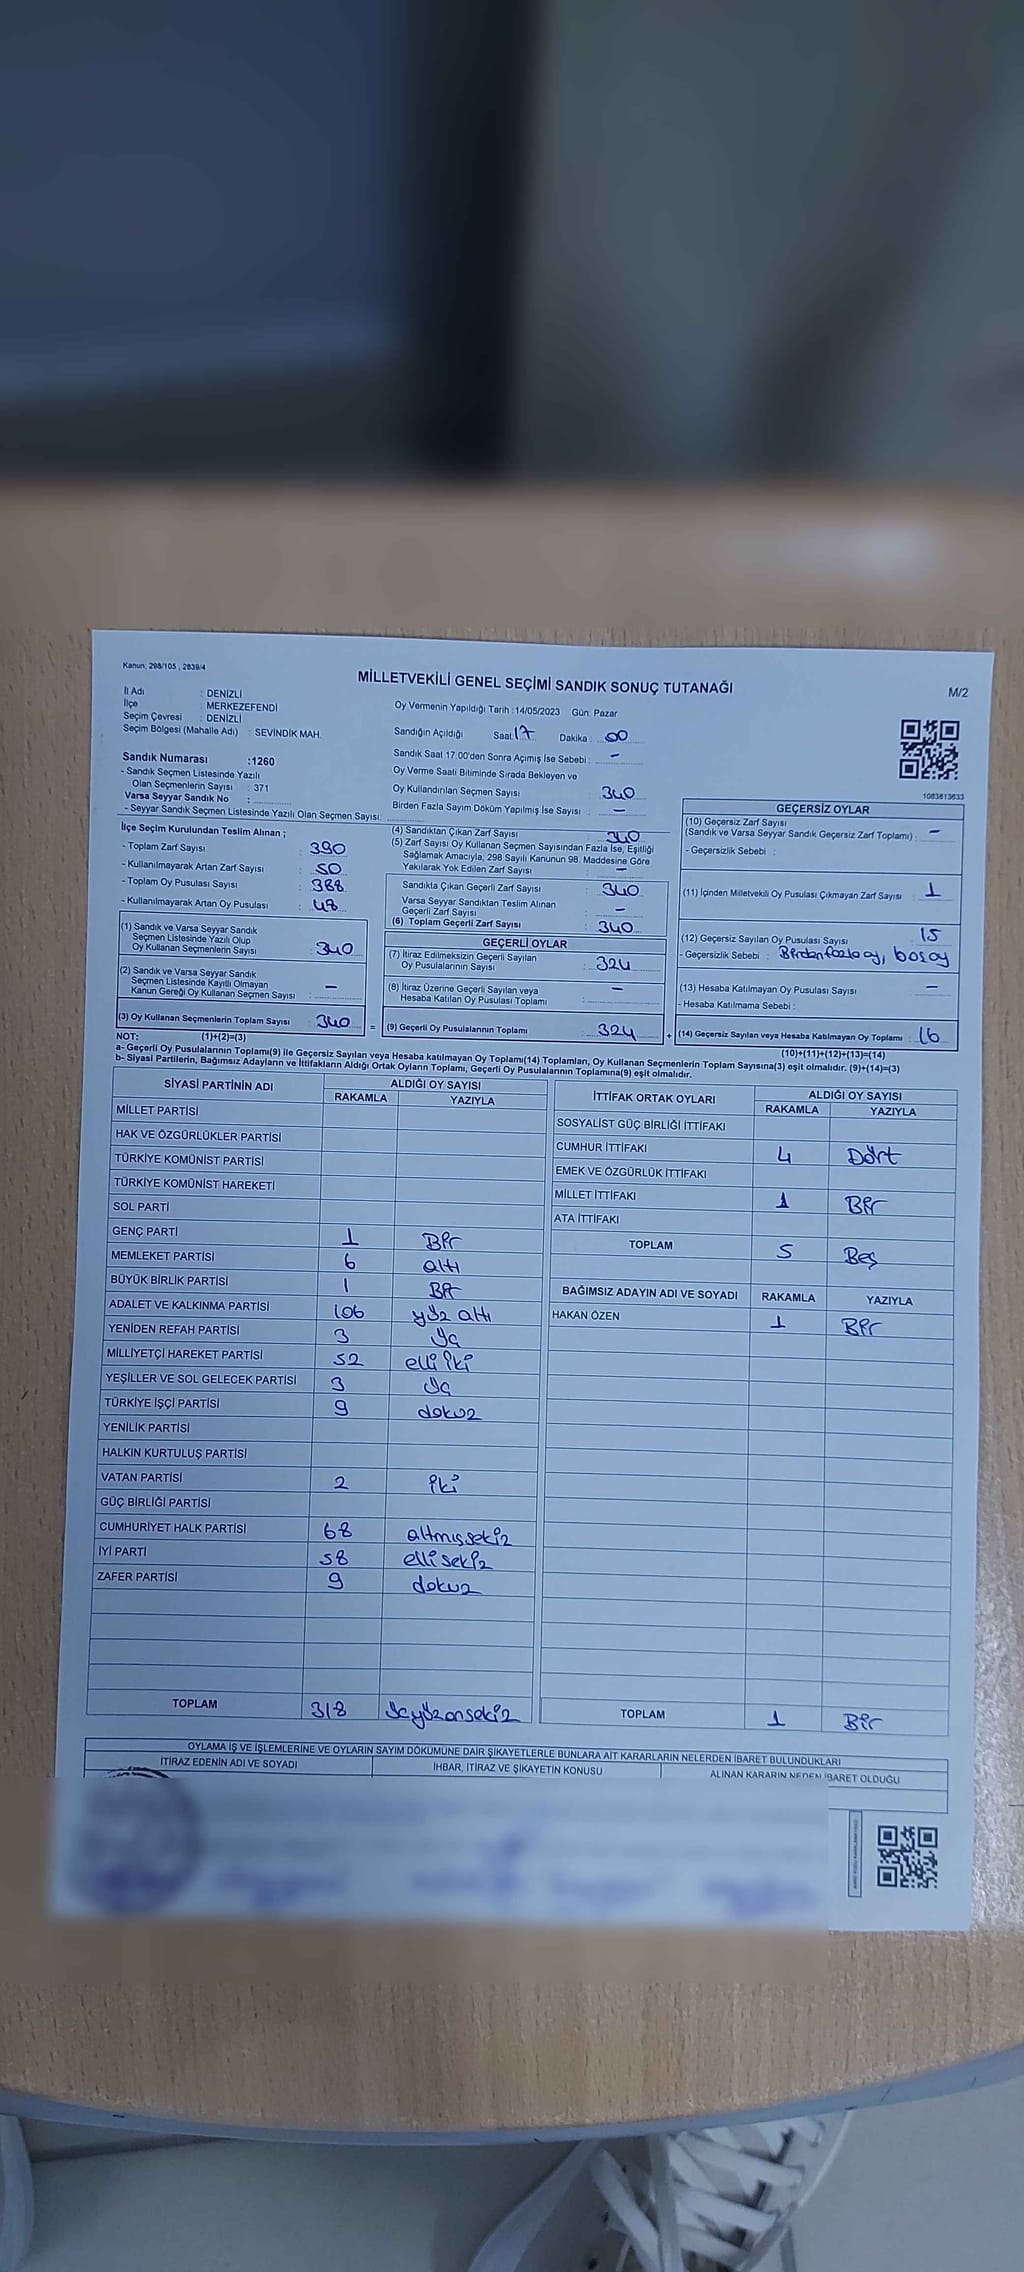 Kanun, 298/105 , 2839/4
MİLLETVEKİLİ GENEL SEÇİMİ SANDIK SONUÇ TUTANAĞI
M/2
İl Adı : DENİZLİ
İlçe : MERKEZEFENDİ
Seçim Çevresi : DENİZLİ
Seçim Bölgesi (Mahalle Adı) : SEVİNDİK MAH.
Oy Vermenin Yapıldığı Tarih :14/05/2023 Gün: Pazar
Sandığın Açıldığı Saat: 17 Dakika : 00
Sandık Saat 17:00'den Sonra Açılmış İse Sebebi : -
Oy Verme Saati Bitiminde Sırada Bekleyen ve
Oy Kullandırılan Seçmen Sayısı : 340
Birden Fazla Sayım Döküm Yapılmış İse Sayısı : -
Sandık Numarası :1260
- Sandık Seçmen Listesinde Yazılı
Olan Seçmenlerin Sayısı : 371
Varsa Seyyar Sandık No :
- Seyyar Sandık Seçmen Listesinde Yazılı Olan Seçmen Sayısı:
1083813633
İlçe Seçim Kurulundan Teslim Alınan ;
- Toplam Zarf Sayısı : 390
- Kullanılmayarak Artan Zarf Sayısı : 50
- Toplam Oy Pusulası Sayısı : 388
- Kullanılmayarak Artan Oy Pusulası : 48
(1) Sandık ve Varsa Seyyar Sandık
Seçmen Listesinde Yazılı Olup
Oy Kullanan Seçmenlerin Sayısı : 340
(2) Sandık ve Varsa Seyyar Sandık
Seçmen Listesinde Kayıtlı Olmayan
Kanun Gereği Oy Kullanan Seçmen Sayısı : -
(3) Oy Kullanan Seçmenlerin Toplam Sayısı : 340 =
(4) Sandıktan Çıkan Zarf Sayısı : 340
(5) Zarf Sayısı Oy Kullanan Seçmen Sayısından Fazla İse, Eşitliği
Sağlamak Amacıyla; 298 Sayılı Kanunun 98. Maddesine Göre
Yakılarak Yok Edilen Zarf Sayısı : -
Sandıkta Çıkan Geçerli Zarf Sayısı : 340
Varsa Seyyar Sandıktan Teslim Alınan
Geçerli Zarf Sayısı : -
(6) Toplam Geçerli Zarf Sayısı : 340
GEÇERLİ OYLAR
(7) İtiraz Edilmeksizin Geçerli Sayılan
Oy Pusulalarının Sayısı : 324
(8) İtiraz Üzerine Geçerli Sayılan veya
Hesaba Katılan Oy Pusulası Toplamı : -
(9) Geçerli Oy Pusulalarının Toplamı : 324 +
GEÇERSİZ OYLAR
(10) Geçersiz Zarf Sayısı
(Sandık ve Varsa Seyyar Sandık Geçersiz Zarf Toplamı) : -
- Geçersizlik Sebebi :
(11) İçinden Milletvekili Oy Pusulası Çıkmayan Zarf Sayısı : 1
(12) Geçersiz Sayılan Oy Pusulası Sayısı : 15
- Geçersizlik Sebebi : Birden fazla oy, boş oy
(13) Hesaba Katılmayan Oy Pusulası Sayısı : -
- Hesaba Katılmama Sebebi :
(14) Geçersiz Sayılan veya Hesaba Katılmayan Oy Toplamı : 16
NOT: (1)+(2)=(3)
(10)+(11)+(12)+(13)=(14)
a- Geçerli Oy Pusulalarının Toplamı(9) ile Geçersiz Sayılan veya Hesaba katılmayan Oy Toplamı(14) Toplamları, Oy Kullanan Seçmenlerin Toplam Sayısına(3) eşit olmalıdır. (9)+(14)=(3)
b- Siyasi Partilerin, Bağımsız Adayların ve İttifakların Aldığı Ortak Oyların Toplamı, Geçerli Oy Pusulalarının Toplamına(9) eşit olmalıdır.
SİYASİ PARTİNİN ADI ALDIĞI OY SAYISI
RAKAMLA YAZIYLA
MİLLET PARTİSİ
HAK VE ÖZGÜRLÜKLER PARTİSİ
TÜRKİYE KOMÜNİST PARTİSİ
TÜRKİYE KOMÜNİST HAREKETİ
SOL PARTİ
GENÇ PARTİ 1 Bir
MEMLEKET PARTİSİ 6 altı
BÜYÜK BİRLİK PARTİSİ 1 Bir
ADALET VE KALKINMA PARTİSİ 106 yüz altı
YENİDEN REFAH PARTİSİ 3 Üç
MİLLİYETÇİ HAREKET PARTİSİ 52 elli iki
YEŞİLLER VE SOL GELECEK PARTİSİ 3 Üç
TÜRKİYE İŞÇİ PARTİSİ 9 dokuz
YENİLİK PARTİSİ
HALKIN KURTULUŞ PARTİSİ
VATAN PARTİSİ 2 iki
GÜÇ BİRLİĞİ PARTİSİ
CUMHURİYET HALK PARTİSİ 68 altmışsekiz
İYİ PARTİ 58 ellisekiz
ZAFER PARTİSİ 9 dokuz
TOPLAM 318 Üçyüzonsekiz
İTTİFAK ORTAK OYLARI ALDIĞI OY SAYISI
RAKAMLA YAZIYLA
SOSYALİST GÜÇ BİRLİĞİ İTTİFAKI
CUMHUR İTTİFAKI 4 Dört
EMEK VE ÖZGÜRLÜK İTTİFAKI
MİLLET İTTİFAKI 1 Bir
ATA İTTİFAKI
TOPLAM 5 Beş
BAĞIMSIZ ADAYIN ADI VE SOYADI RAKAMLA YAZIYLA
HAKAN ÖZEN 1 Bir
TOPLAM 1 Bir
OYLAMA İŞ VE İŞLEMLERİNE VE OYLARIN SAYIM DÖKÜMÜNE DAİR ŞİKAYETLERLE BUNLARA AİT KARARLARIN NELERDEN İBARET BULUNDUKLARI
İTİRAZ EDENİN ADI VE SOYADI İHBAR, İTİRAZ VE ŞİKAYETİN KONUSU ALINAN KARARIN NEDEN İBARET OLDUĞU